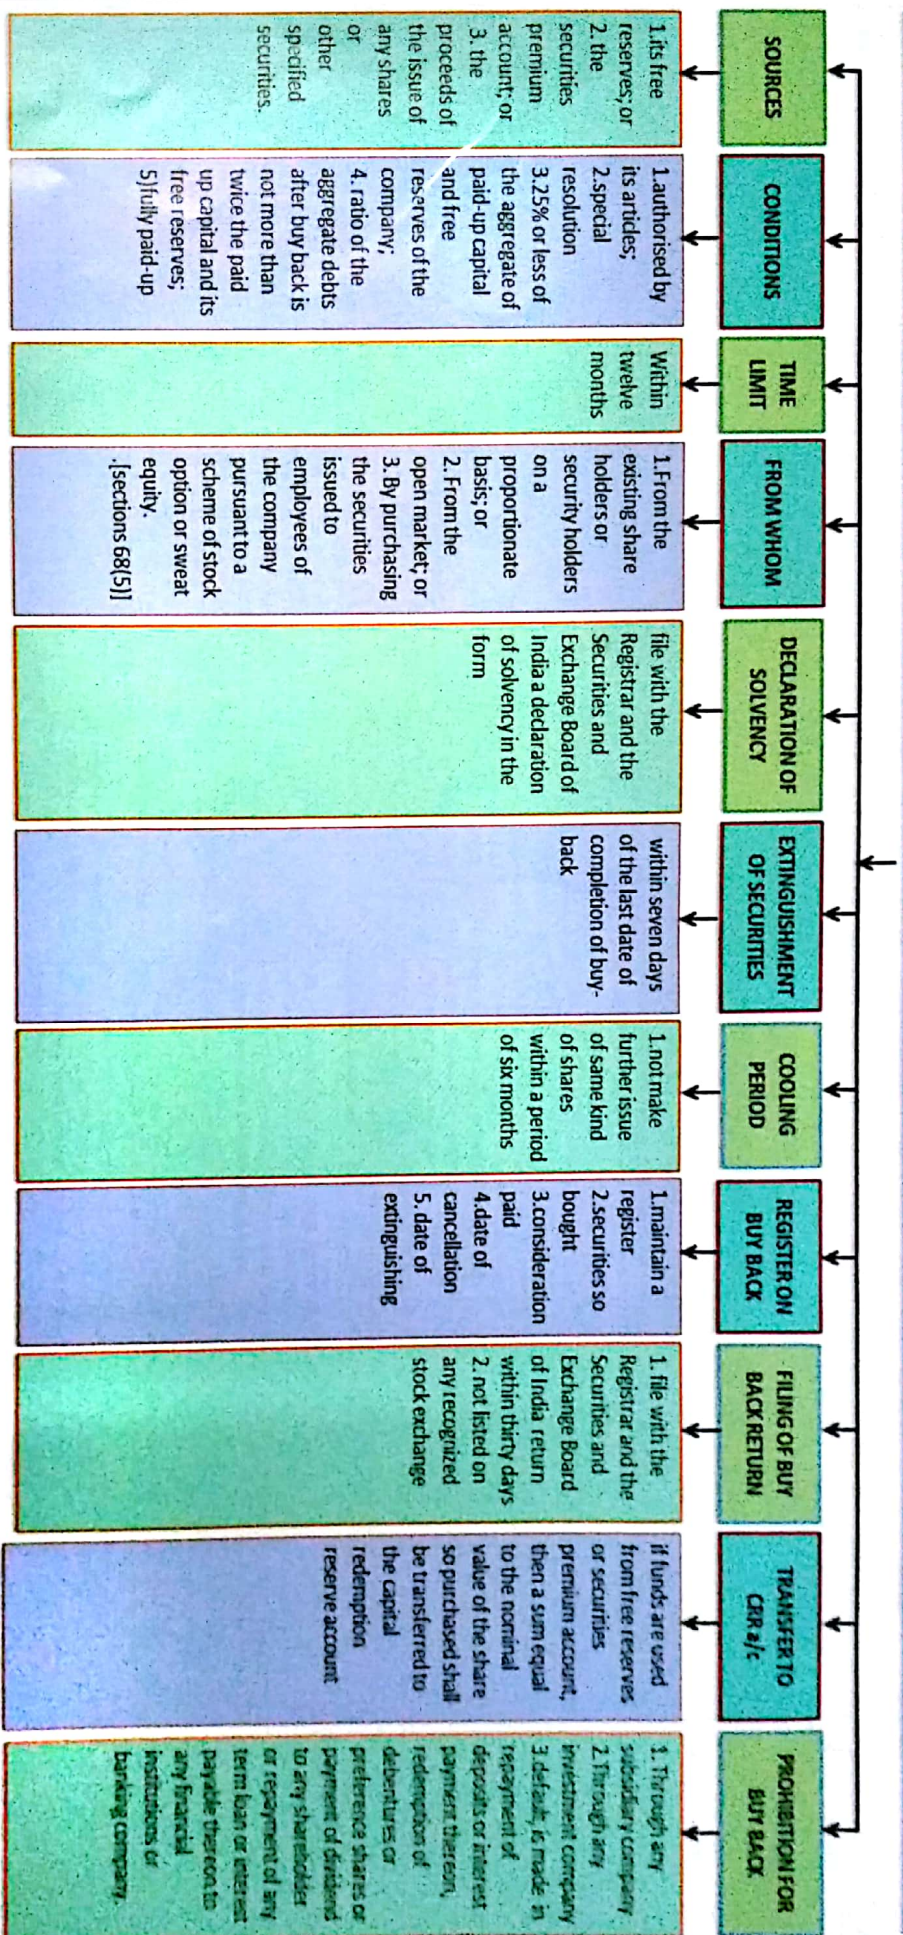 SOURCES
1.its free
reserves; or
2. the
securities
premium
account; or
3. the
proceeds of
the issue of
any shares
or
other
specified
securities.
CONDITIONS
1.authorised by
its articles;
2.special
resolution
3.25% or less of
the aggregate of
paid-up capital
and free
reserves of the
company;
4. ratio of the
aggregate debts
after buy back is
not more than
twice the paid
up capital and its
free reserves;
5)fully paid-up
TIME
LIMIT
Within
twelve
months
FROM WHOM
1.From the
existing share
holders or
security holders
on a
proportionate
basis; or
2. From the
open market; or
3. By purchasing
the securities
issued to
employees of
the company
pursuant to a
scheme of stock
option or sweat
equity.
.[sections 68(5)]
DECLARATION OF
SOLVENCY
file with the
Registrar and the
Securities and
Exchange Board of
India a declaration
of solvency in the
form
EXTINGUISHMENT
OF SECURITIES
within seven days
of the last date of
completion of buy-
back
COOLING
PERIOD
1.not make
further issue
of same kind
of shares
within a period
of six months
REGISTER ON
BUY BACK
1.maintain a
register
2.securities so
bought
3.consideration
paid
4.date of
cancellation
5. date of
extinguishing
FILING OF BUY
BACK RETURN
1. file with the
Registrar and the
Securities and
Exchange Board
of India return
within thirty days
2. not listed on
any recognized
stock exchange
TRANSFER TO
CRR a/c
if funds are used
from free reserves
or securities
premium account,
then a sum equal
to the nominal
value of the share
so purchased shall
be transferred to
the capital
redemption
reserve account
PROHIBITION FOR
BUY BACK
1. Through any
subsidiary company
2.Through any
investment company
3.default, is made in
repayment of
deposits or interest
payment thereon,
redemption of
debentures or
preference shares or
payment of dividend
to any shareholder
or repayment of any
term loan or interest
payable thereon to
any financial
institutions or
banking company.